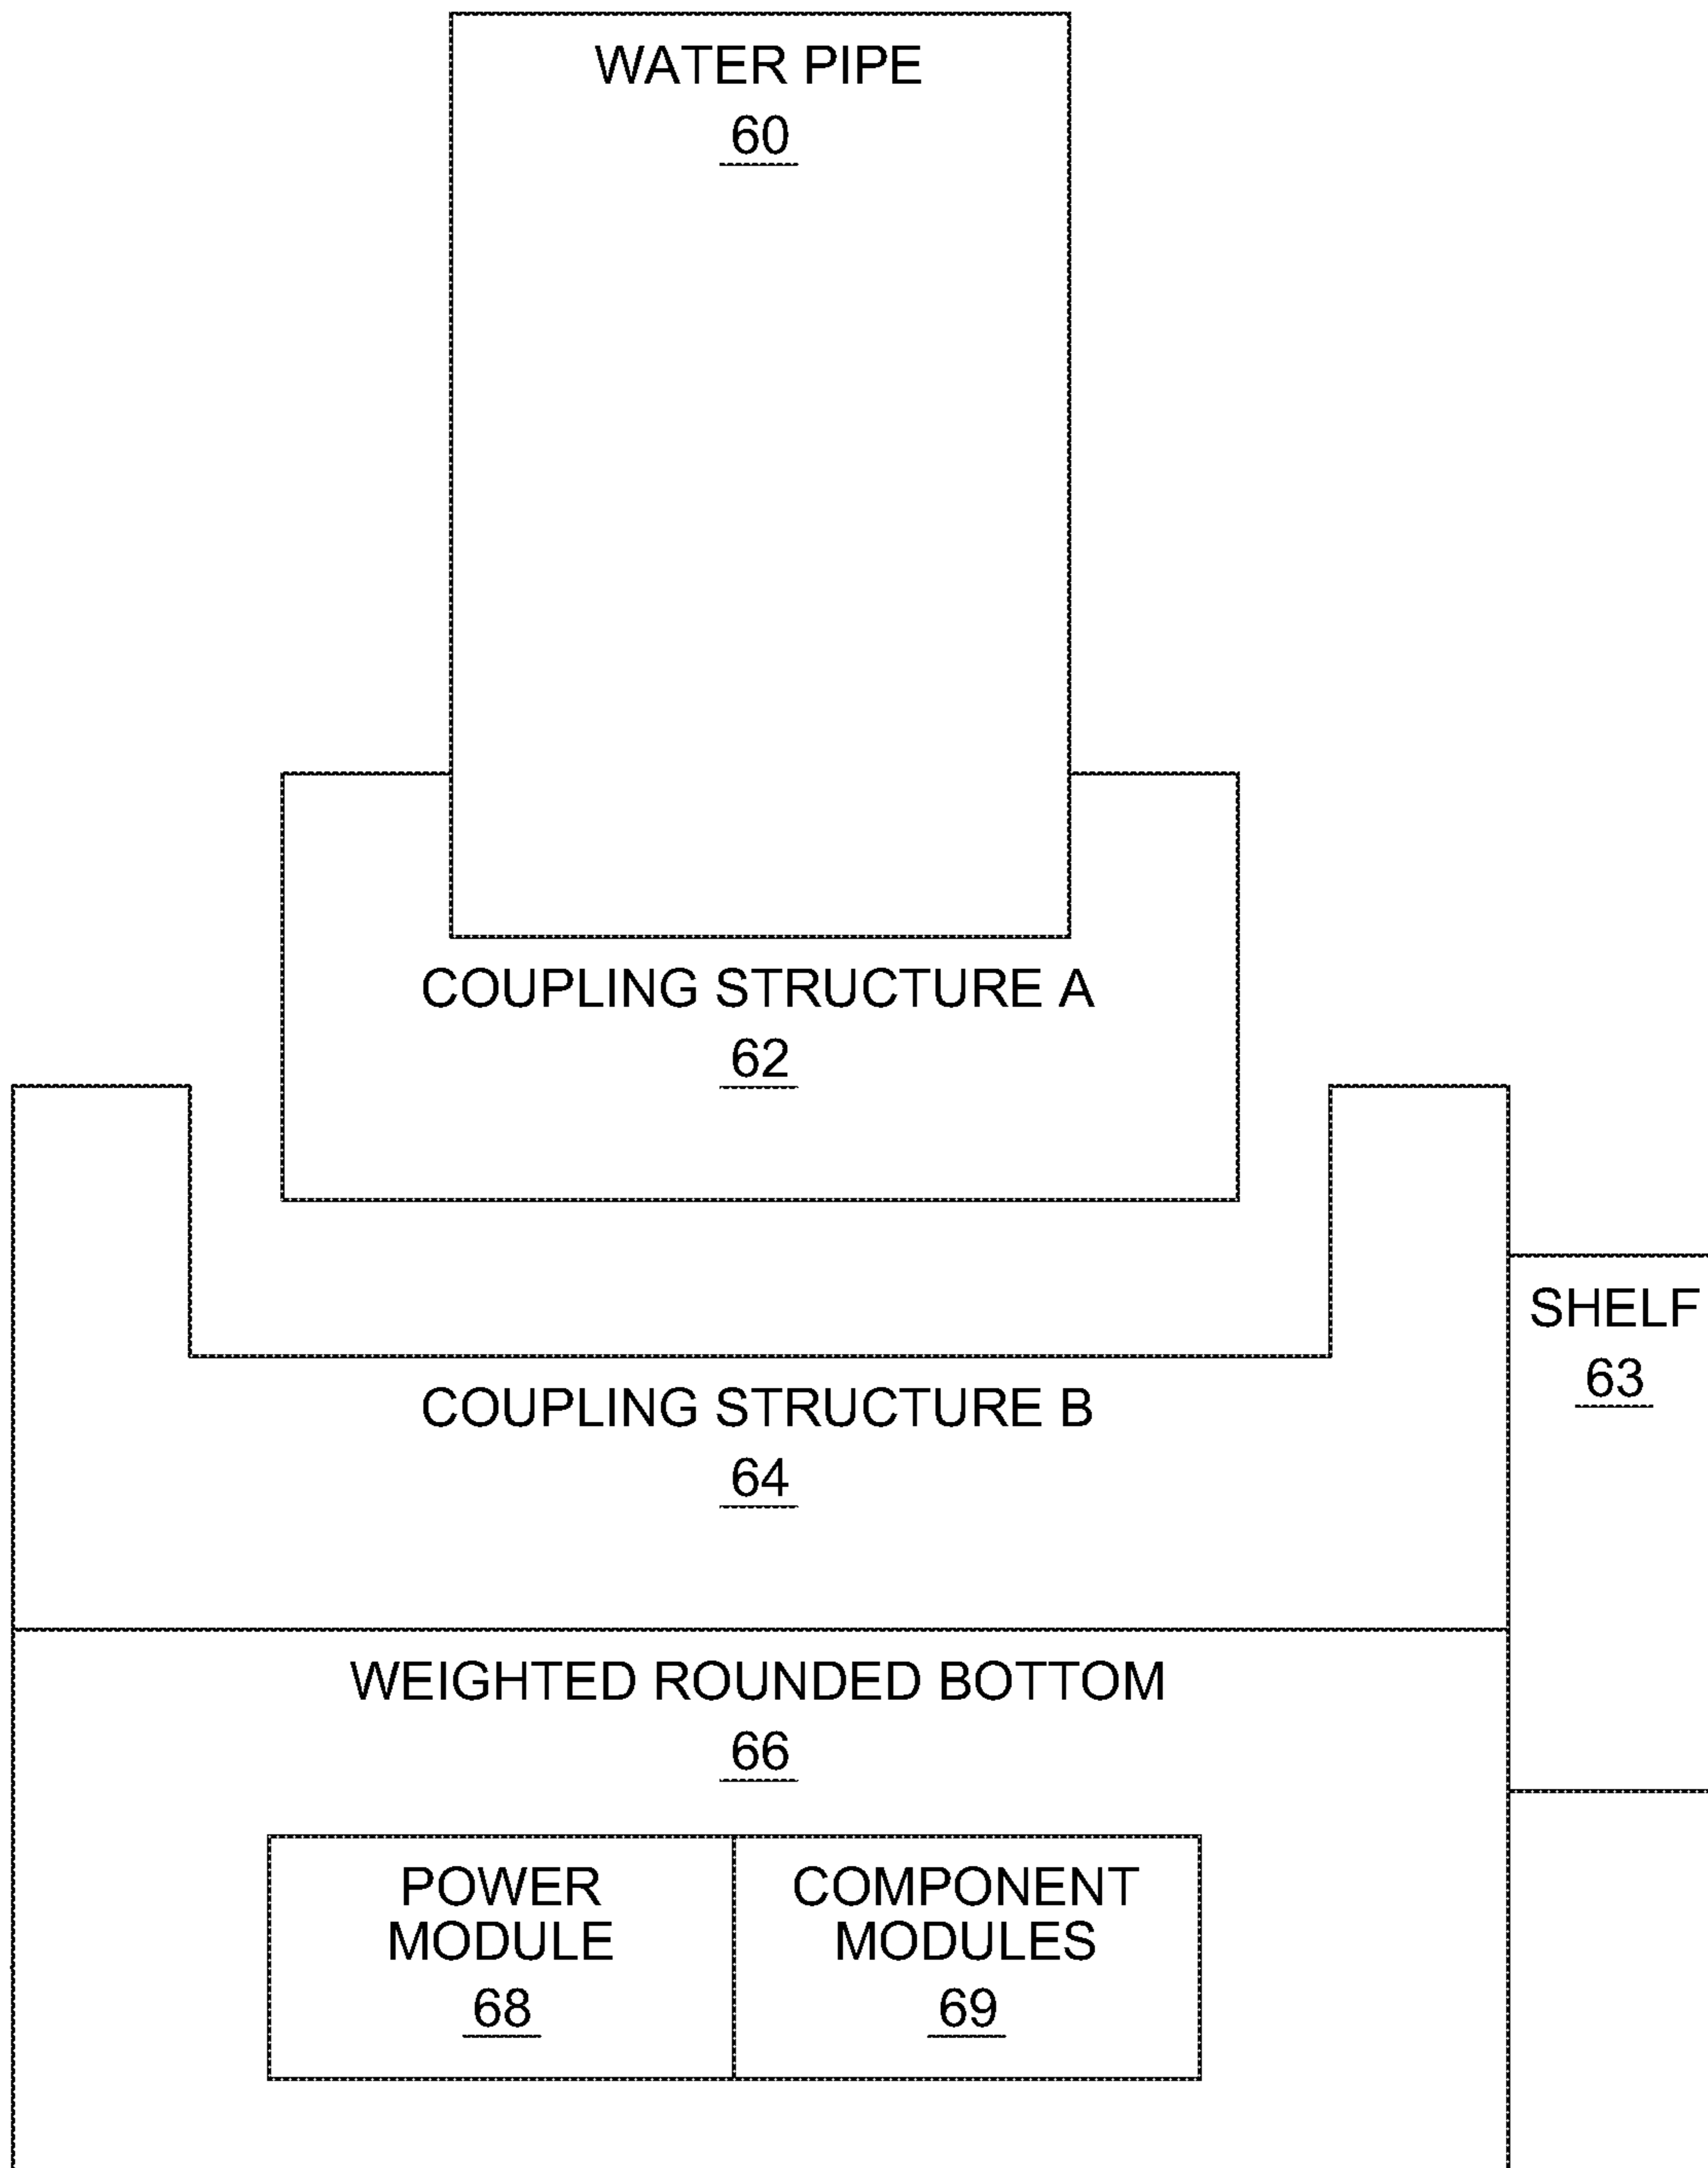 WATER PIPE
60
COUPLING STRUCTURE A
62
SHELF
63
COUPLING STRUCTURE B
64
WEIGHTED ROUNDED BOTTOM
66
POWER
MODULE
68
COMPONENT
MODULES
69